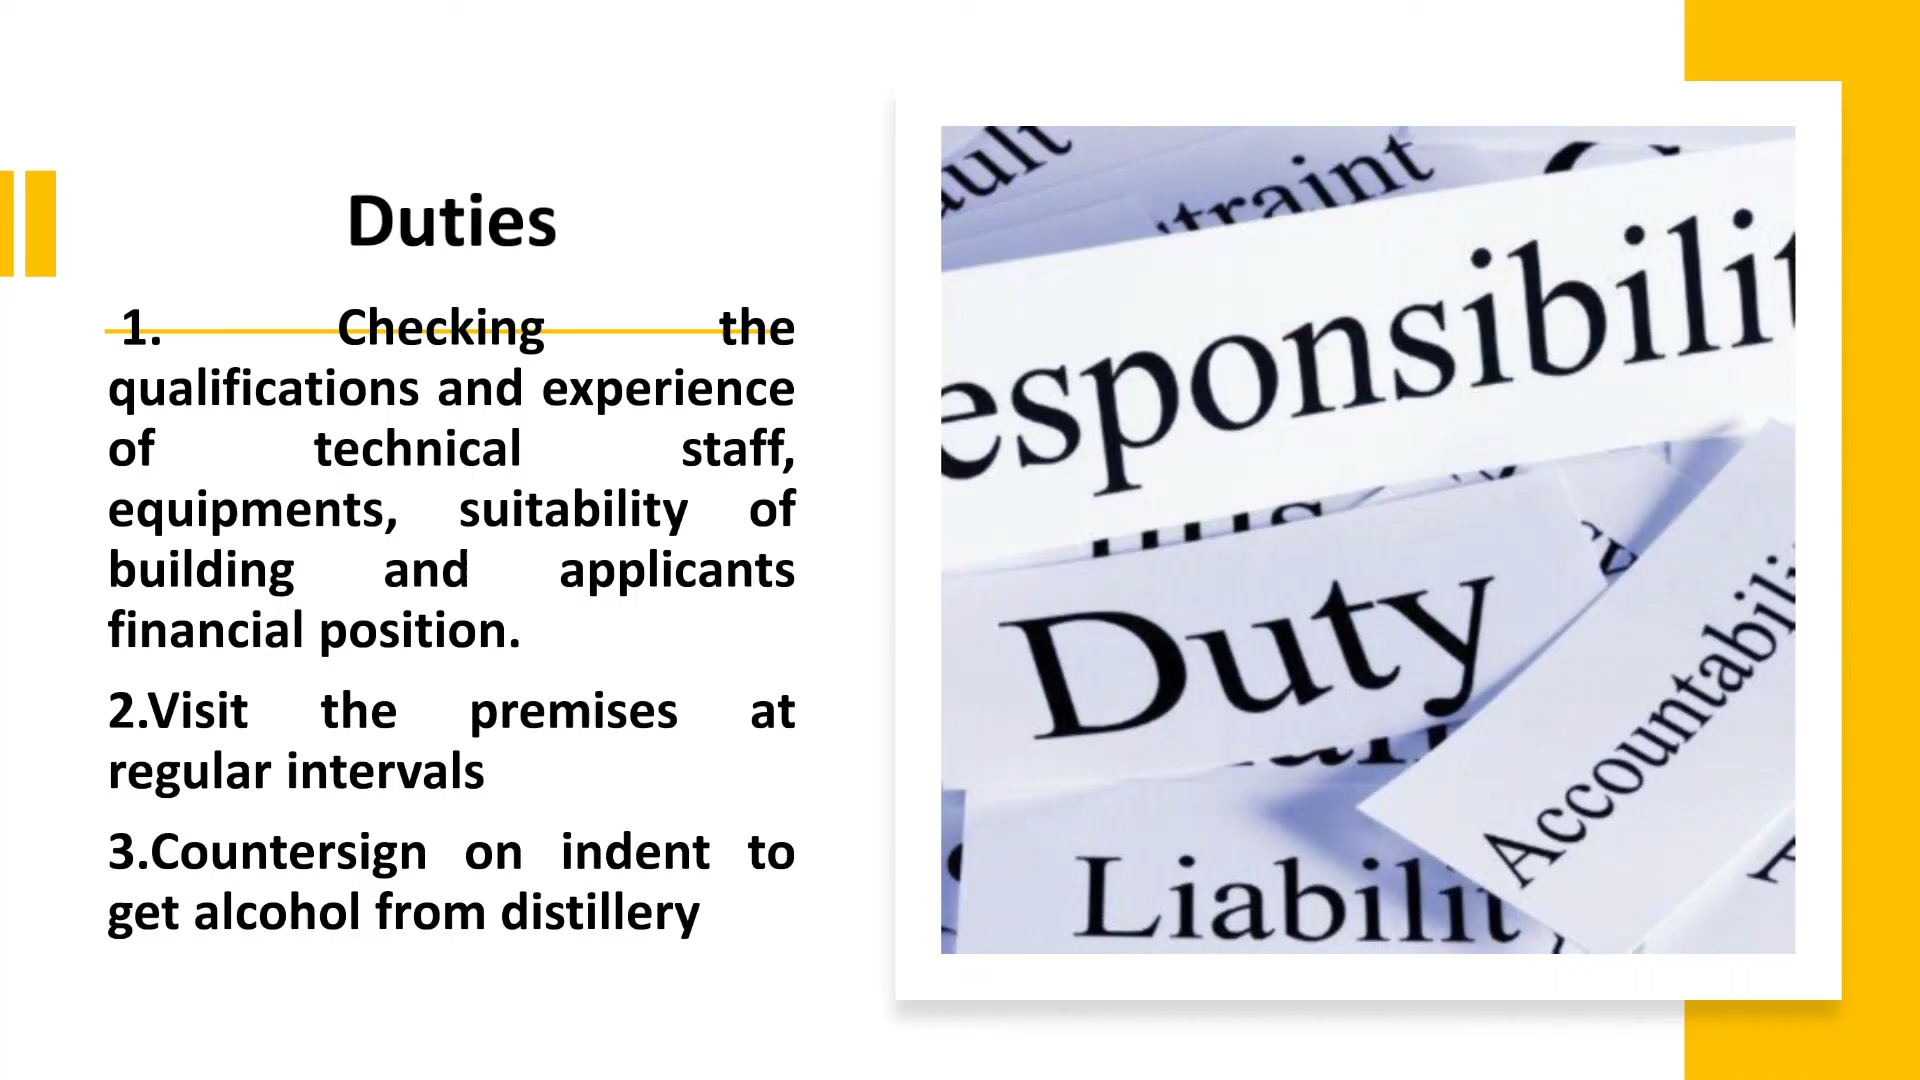 Duties
1. Checking the
qualifications and experience
of technical staff,
equipments, suitability of
building and applicants
financial position.
2.Visit the premises at
regular intervals
3.Countersign on indent to
get alcohol from distillery
ault
traint
esponsibilit
Duty
Accountabili
Liabilit